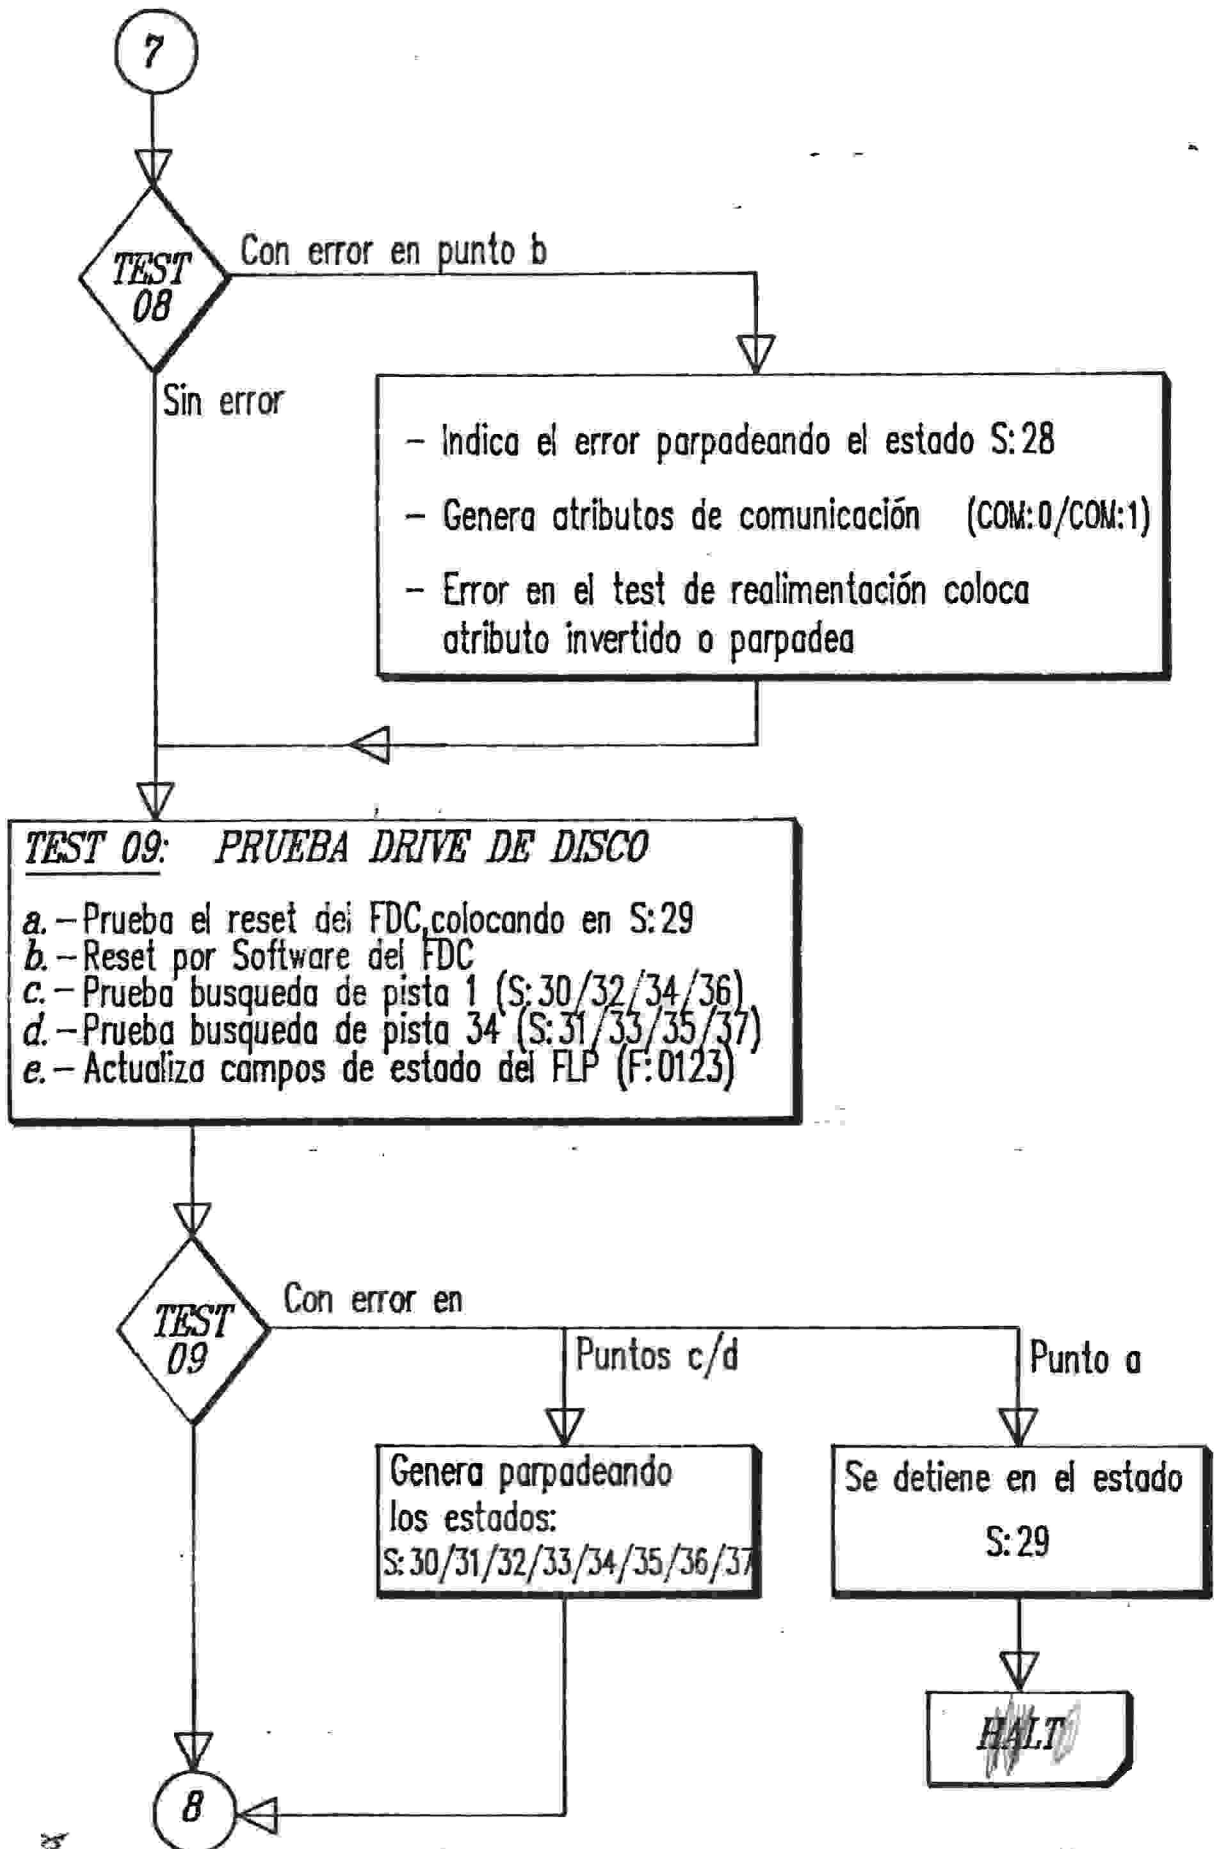 7
TEST
08
Con error en punto b
Sin error
- Indica el error parpadeando el estado S:28
- Genera atributos de comunicación (COM:0/COM:1)
- Error en el test de realimentación coloca
atributo invertido o parpadea
TEST 09: PRUEBA DRIVE DE DISCO
a.-Prueba el reset del FDC,colocando en S:29
b.-Reset por Software del FDC
c.-Prueba busqueda de pista 1 (S:30/32/34/36)
d.-Prueba busqueda de pista 34 (S:31/33/35/37)
e.-Actualiza campos de estado del FLP (F:0123)
TEST
09
Con error en
Puntos c/d
Punto a
Genera parpadeando
los estados:
S:30/31/32/33/34/35/36/37
Se detiene en el estado
S:29
HALT
8